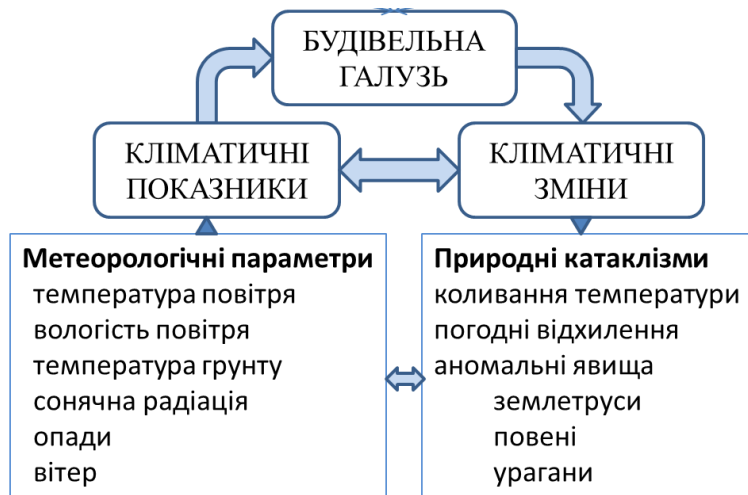 БУДІВЕЛЬНА
ГАЛУЗЬ
КЛІМАТИЧНІ
ПОКАЗНИКИ
КЛІМАТИЧНІ
ЗМІНИ
Метеорологічні параметри
температура повітря
вологість повітря
температура грунту
сонячна радіація
опади
вітер
Природні катаклізми
коливання температури
погодні відхилення
аномальні явища
землетруси
повені
урагани